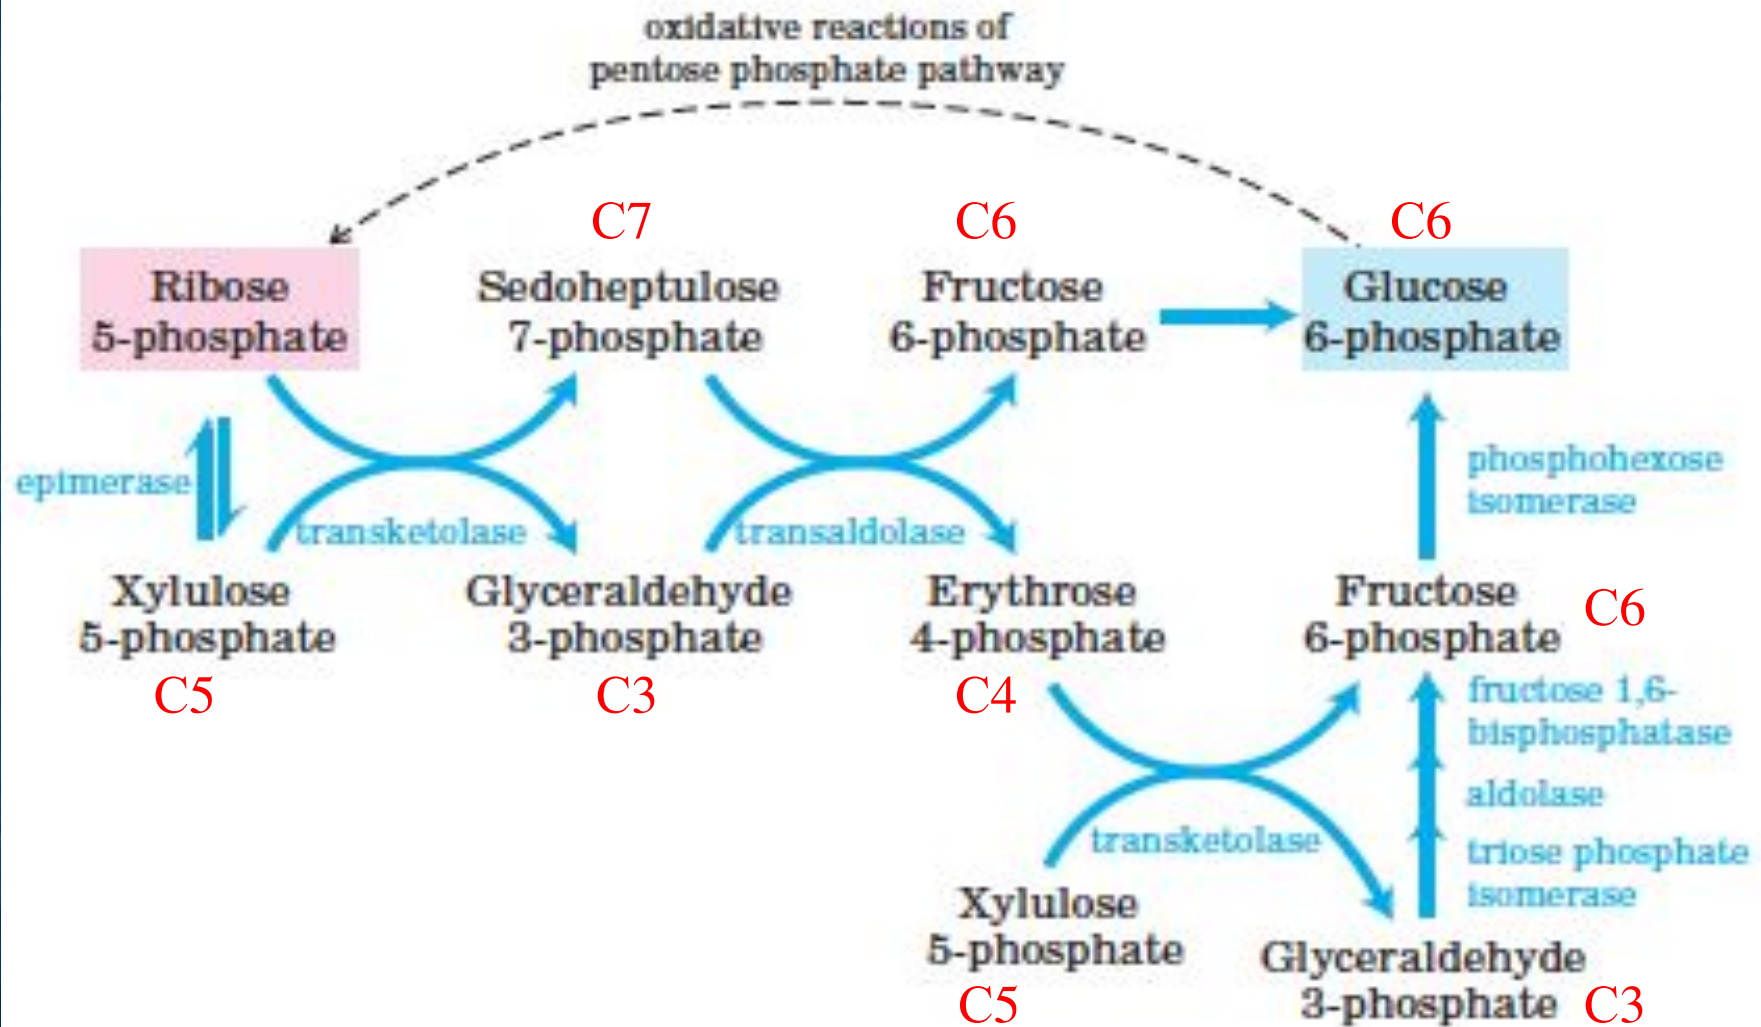 oxidative reactions of
pentose phosphate pathway
C7
C6
C6
Ribose
5-phosphate
Sedoheptulose
7-phosphate
Fructose
6-phosphate
Glucose
6-phosphate
epimerase
transketolase
transaldolase
phosphohexose
isomerase
Xylulose
5-phosphate
C5
Glyceraldehyde
3-phosphate
C3
Erythrose
4-phosphate
C4
Fructose
6-phosphate
C6
fructose 1,6-
bisphosphatase
aldolase
triose phosphate
isomerase
transketolase
Xylulose
5-phosphate
C5
Glyceraldehyde
3-phosphate
C3